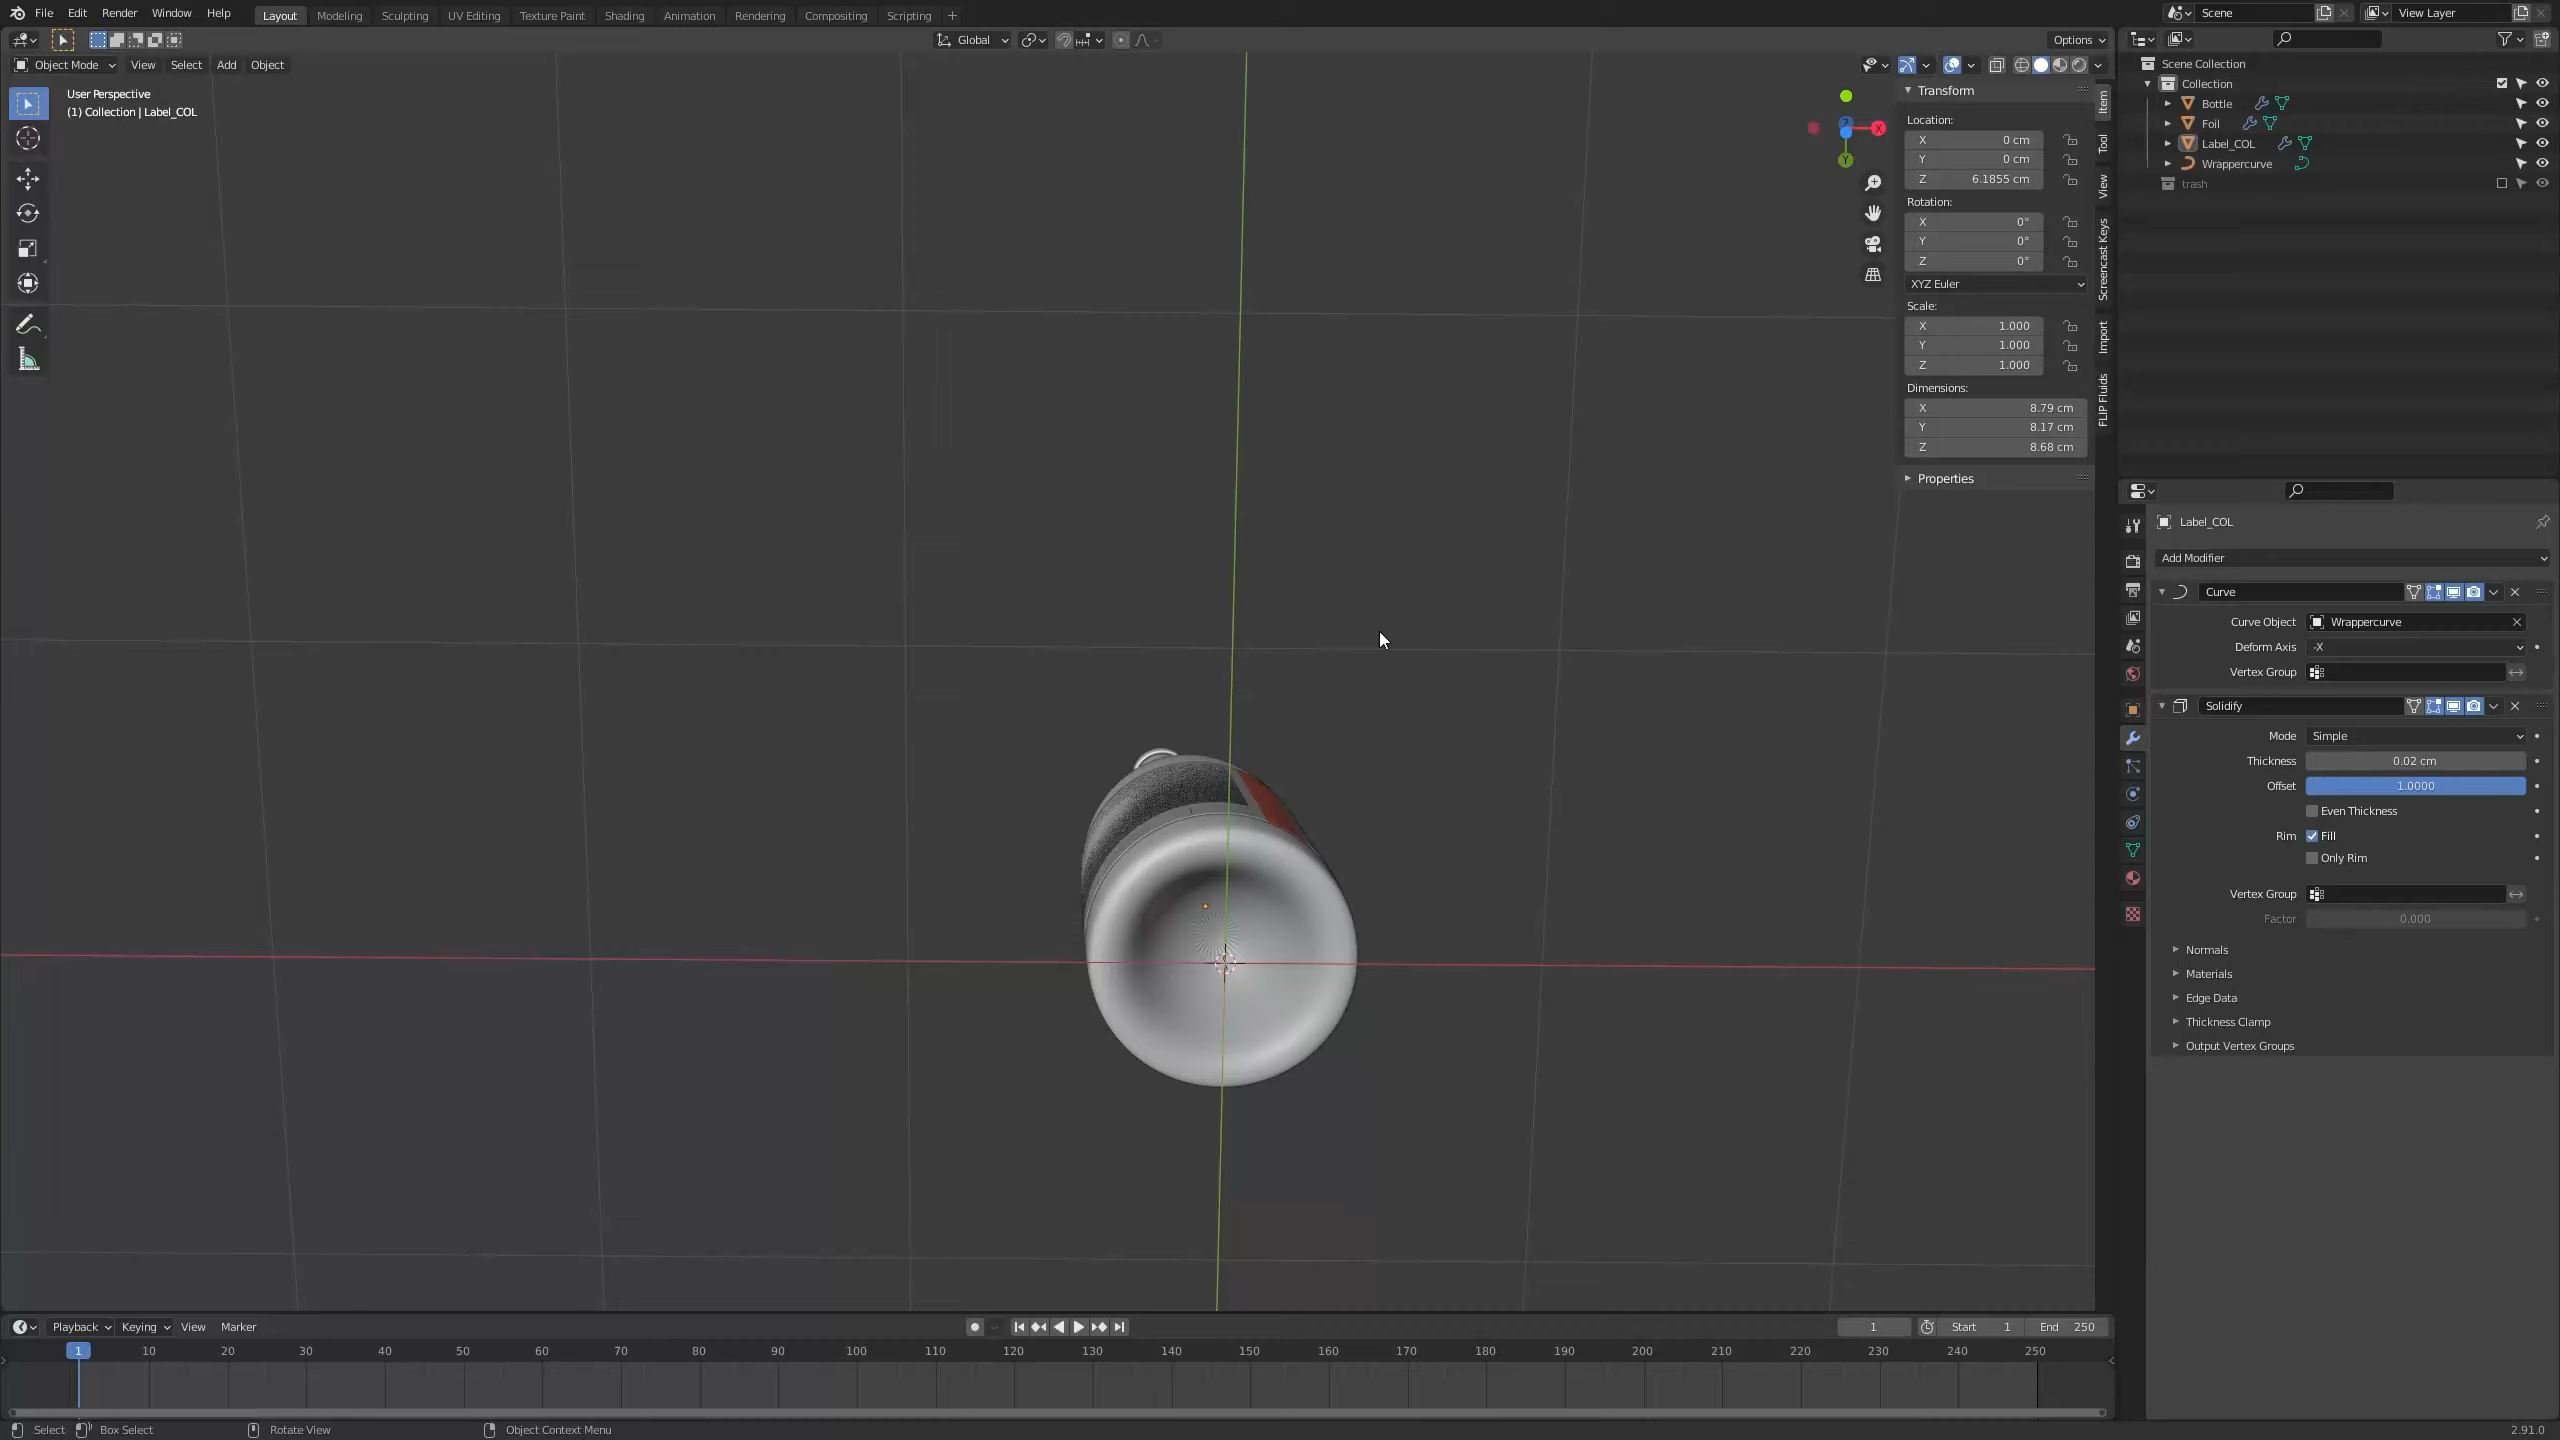 File Edit Render Window Help Layout Modeling Sculpting UV Editing Texture Paint Shading Animation Rendering Compositing Scripting + Scene View Layer
Global Options
Object Mode View Select Add Object
User Perspective
(1) Collection | Label_COL
Z
X
Y
Transform
Location:
X 0 cm
Y 0 cm
Z 6.1855 cm
Rotation:
X 0°
Y 0°
Z 0°
XYZ Euler
Scale:
X 1.000
Y 1.000
Z 1.000
Dimensions:
X 8.79 cm
Y 8.17 cm
Z 8.68 cm
Properties
Item
Tool
View
Screencast Keys
Import
FLIP Fluids
Scene Collection
Collection
Bottle
Foil
Label_COL
Wrappercurve
trash
Label_COL
Add Modifier
Curve
Curve Object Wrappercurve
Deform Axis -X
Vertex Group
Solidify
Mode Simple
Thickness 0.02 cm
Offset 1.0000
Even Thickness
Rim Fill
Only Rim
Vertex Group
Factor 0.000
Normals
Materials
Edge Data
Thickness Clamp
Output Vertex Groups
Playback Keying View Marker 1 Start 1 End 250
1 10 20 30 40 50 60 70 80 90 100 110 120 130 140 150 160 170 180 190 200 210 220 230 240 250
Select Box Select Rotate View Object Context Menu 2.91.0